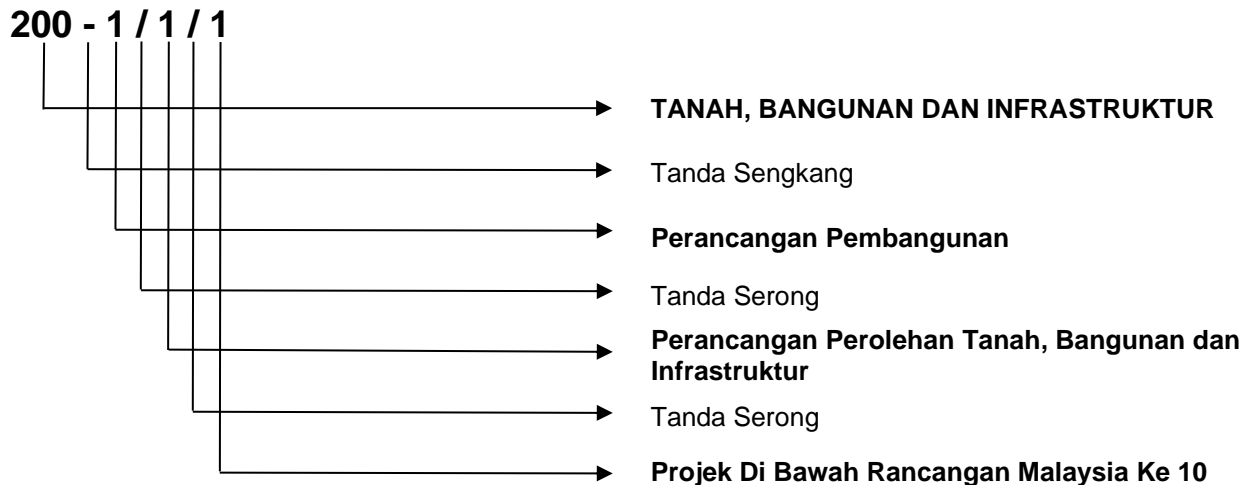 200 - 1 / 1 / 1
TANAH, BANGUNAN DAN INFRASTRUKTUR
Tanda Sengkang
Perancangan Pembangunan
Tanda Serong
Perancangan Perolehan Tanah, Bangunan dan
Infrastruktur
Tanda Serong
Projek Di Bawah Rancangan Malaysia Ke 10